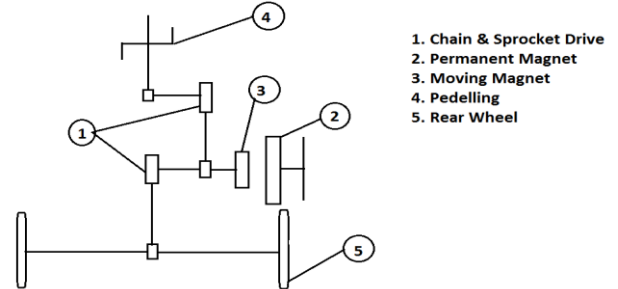 4
3
2
1
5
1. Chain & Sprocket Drive
2. Permanent Magnet
3. Moving Magnet
4. Pedelling
5. Rear Wheel